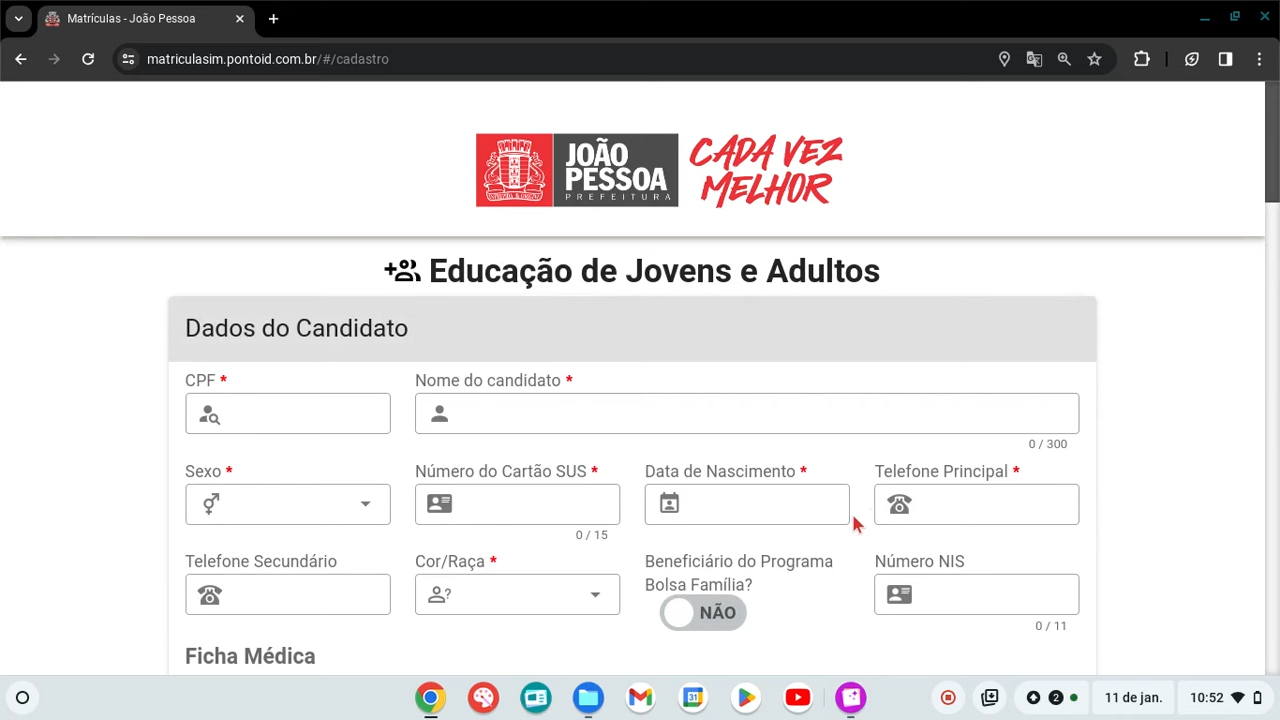 Matrículas - João Pessoa
matriculasim.pontoid.com.br/#/cadastro
JOÃO
PESSOA
PREFEITURA
CADA VEZ
MELHOR
Educação de Jovens e Adultos
Dados do Candidato
CPF *
Nome do candidato *
0 / 300
Sexo *
Número do Cartão SUS *
Data de Nascimento *
Telefone Principal *
0 / 15
Telefone Secundário
Cor/Raça *
Beneficiário do Programa
Bolsa Família?
Número NIS
NÃO
0 / 11
Ficha Médica
31
2
11 de jan.
10:52